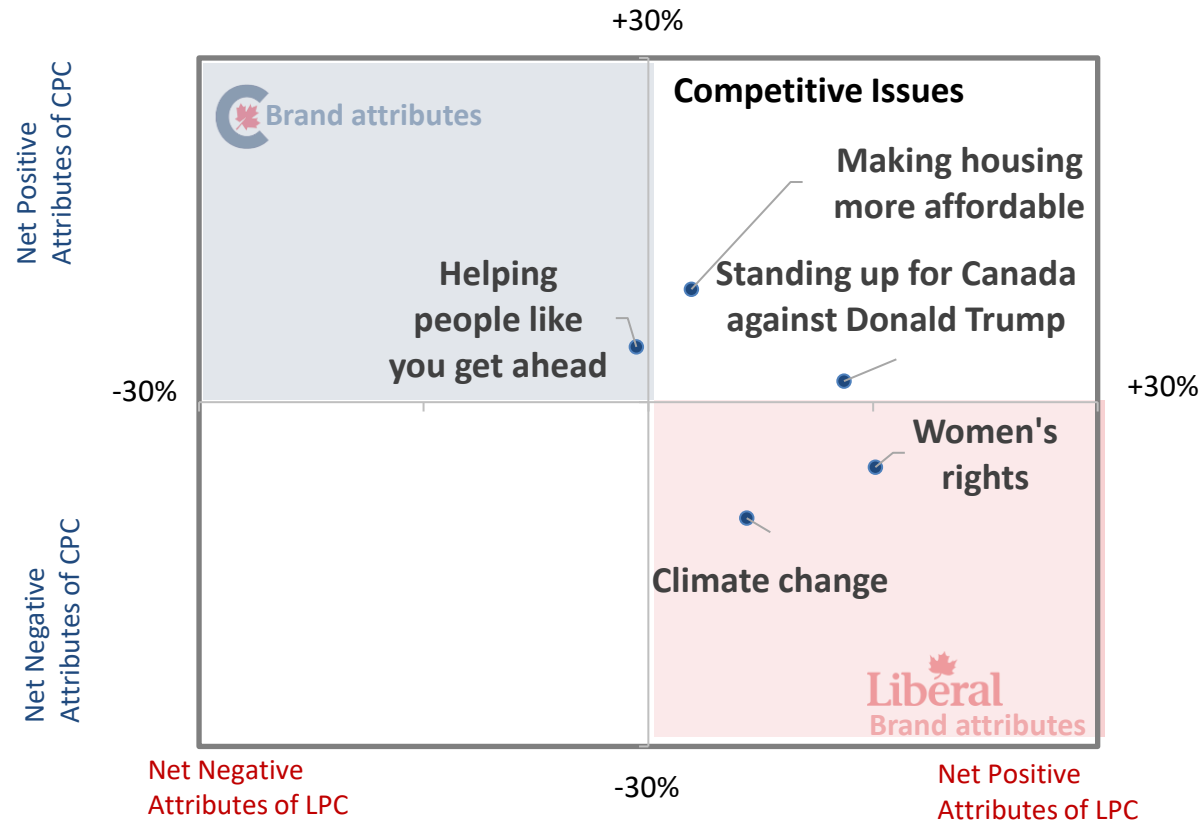 +30%
Net Positive
Attributes of CPC
Brand attributes
Competitive Issues
Making housing
more affordable
Helping
people like
you get ahead
Standing up for Canada
against Donald Trump
-30%
+30%
Women's
rights
Climate change
Net Negative
Attributes of CPC
Liberal
Brand attributes
Net Negative
Attributes of LPC
-30%
Net Positive
Attributes of LPC